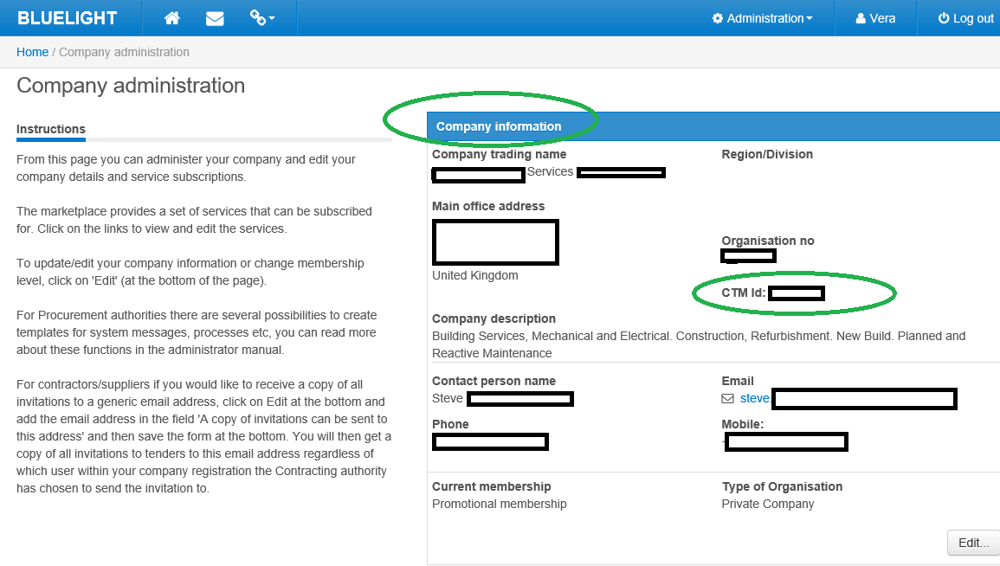 BLUELIGHT
Administration
Vera
Log out
Home / Company administration
Company administration
Instructions
From this page you can administer your company and edit your
company details and service subscriptions.
The marketplace provides a set of services that can be subscribed
for. Click on the links to view and edit the services.
To update/edit your company information or change membership
level, click on 'Edit' (at the bottom of the page).
For Procurement authorities there are several possibilities to create
templates for system messages, processes etc, you can read more
about these functions in the administrator manual.
For contractors/suppliers if you would like to receive a copy of all
invitations to a generic email address, click on Edit at the bottom and
add the email address in the field 'A copy of invitations can be sent to
this address' and then save the form at the bottom. You will then get a
copy of all invitations to tenders to this email address regardless of
which user within your company registration the Contracting authority
has chosen to send the invitation to.
Company information
Company trading name
Services
Region/Division
Main office address
United Kingdom
Organisation no
CTM Id:
Company description
Building Services, Mechanical and Electrical. Construction, Refurbishment. New Build. Planned and
Reactive Maintenance
Contact person name
Steve
Email
steve.
Phone
Mobile:
Current membership
Promotional membership
Type of Organisation
Private Company
Edit...